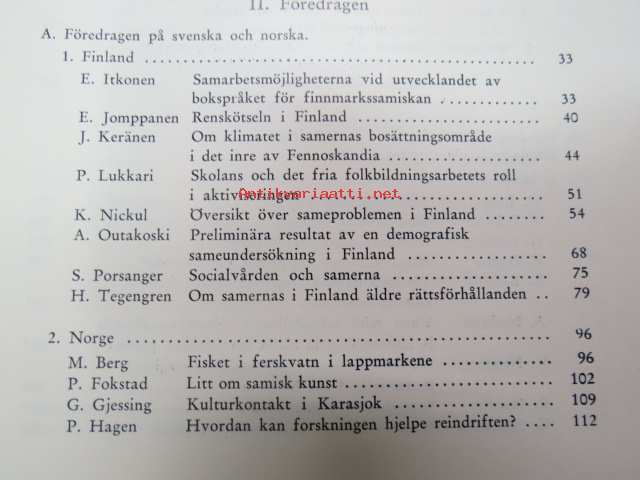 II. Föredragen
A. Föredragen på svenska och norska.
1. Finland .......... 33
E. Itkonen Samarbetsmöjligheterna vid utvecklandet av
bokspråket för finnmarkssamiskan .......... 33
E. Jomppanen Renskötseln i Finland .......... 40
J. Keränen Om klimatet i samernas bosättningsområde
i det inre av Fennoskandia .......... 44
P. Lukkari Skolans och det fria folkbildningsarbetets roll
i aktiviseringen .......... 51
Antikvariaatti.net
K. Nickul Översikt över sameproblemen i Finland .......... 54
A. Outakoski Preliminära resultat av en demografisk
sameundersökning i Finland .......... 68
S. Porsanger Socialvården och samerna .......... 75
H. Tegengren Om samernas i Finland äldre rättsförhållanden .. 79
2. Norge .......... 96
M. Berg Fisket i ferskvatn i lappmarkene .......... 96
P. Fokstad Litt om samisk kunst .......... 102
G. Gjessing Kulturkontakt i Karasjok .......... 109
P. Hagen Hvordan kan forskningen hjelpe reindriften? .... 112